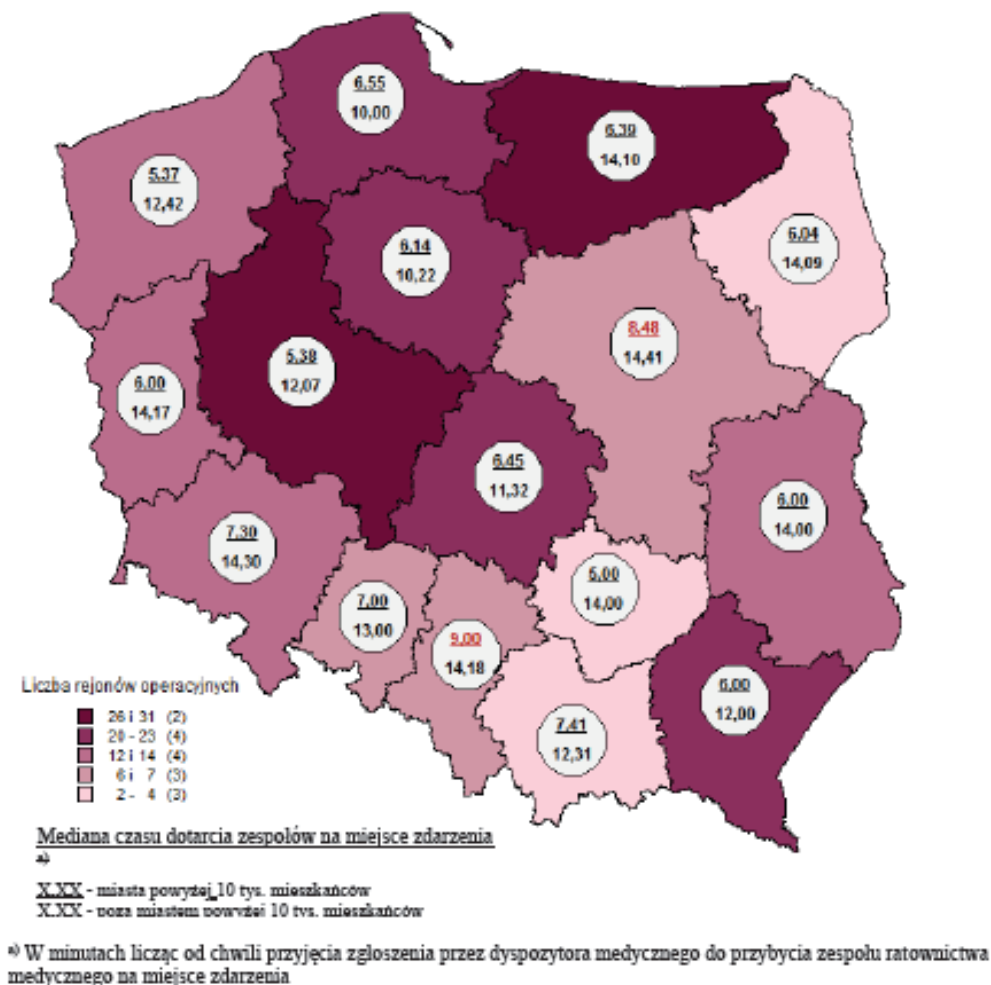 6.55
10,00
6.39
14,10
5.37
12,42
6.04
14,09
6.14
10,22
8.48
14,41
5.38
12,07
6.00
14,17
6.45
11,32
6.00
14,00
7.30
14,30
5.00
14,00
7,00
13,00
9,00
14,18
6.00
12,00
7.41
12,31
Liczba rejonów operacyjnych
26 i 31 (2)
20 - 23 (4)
12 i 14 (4)
6 i 7 (3)
2 - 4 (3)
Mediana czasu dotarcia zespołów na miejsce zdarzenia
a)
X.XX - miasta powyżej 10 tys. mieszkańców
X.XX - poza miastem powyżej 10 tys. mieszkańców
a) W minutach licząc od chwili przyjęcia zgłoszenia przez dyspozytora medycznego do przybycia zespołu ratownictwa
medycznego na miejsce zdarzenia